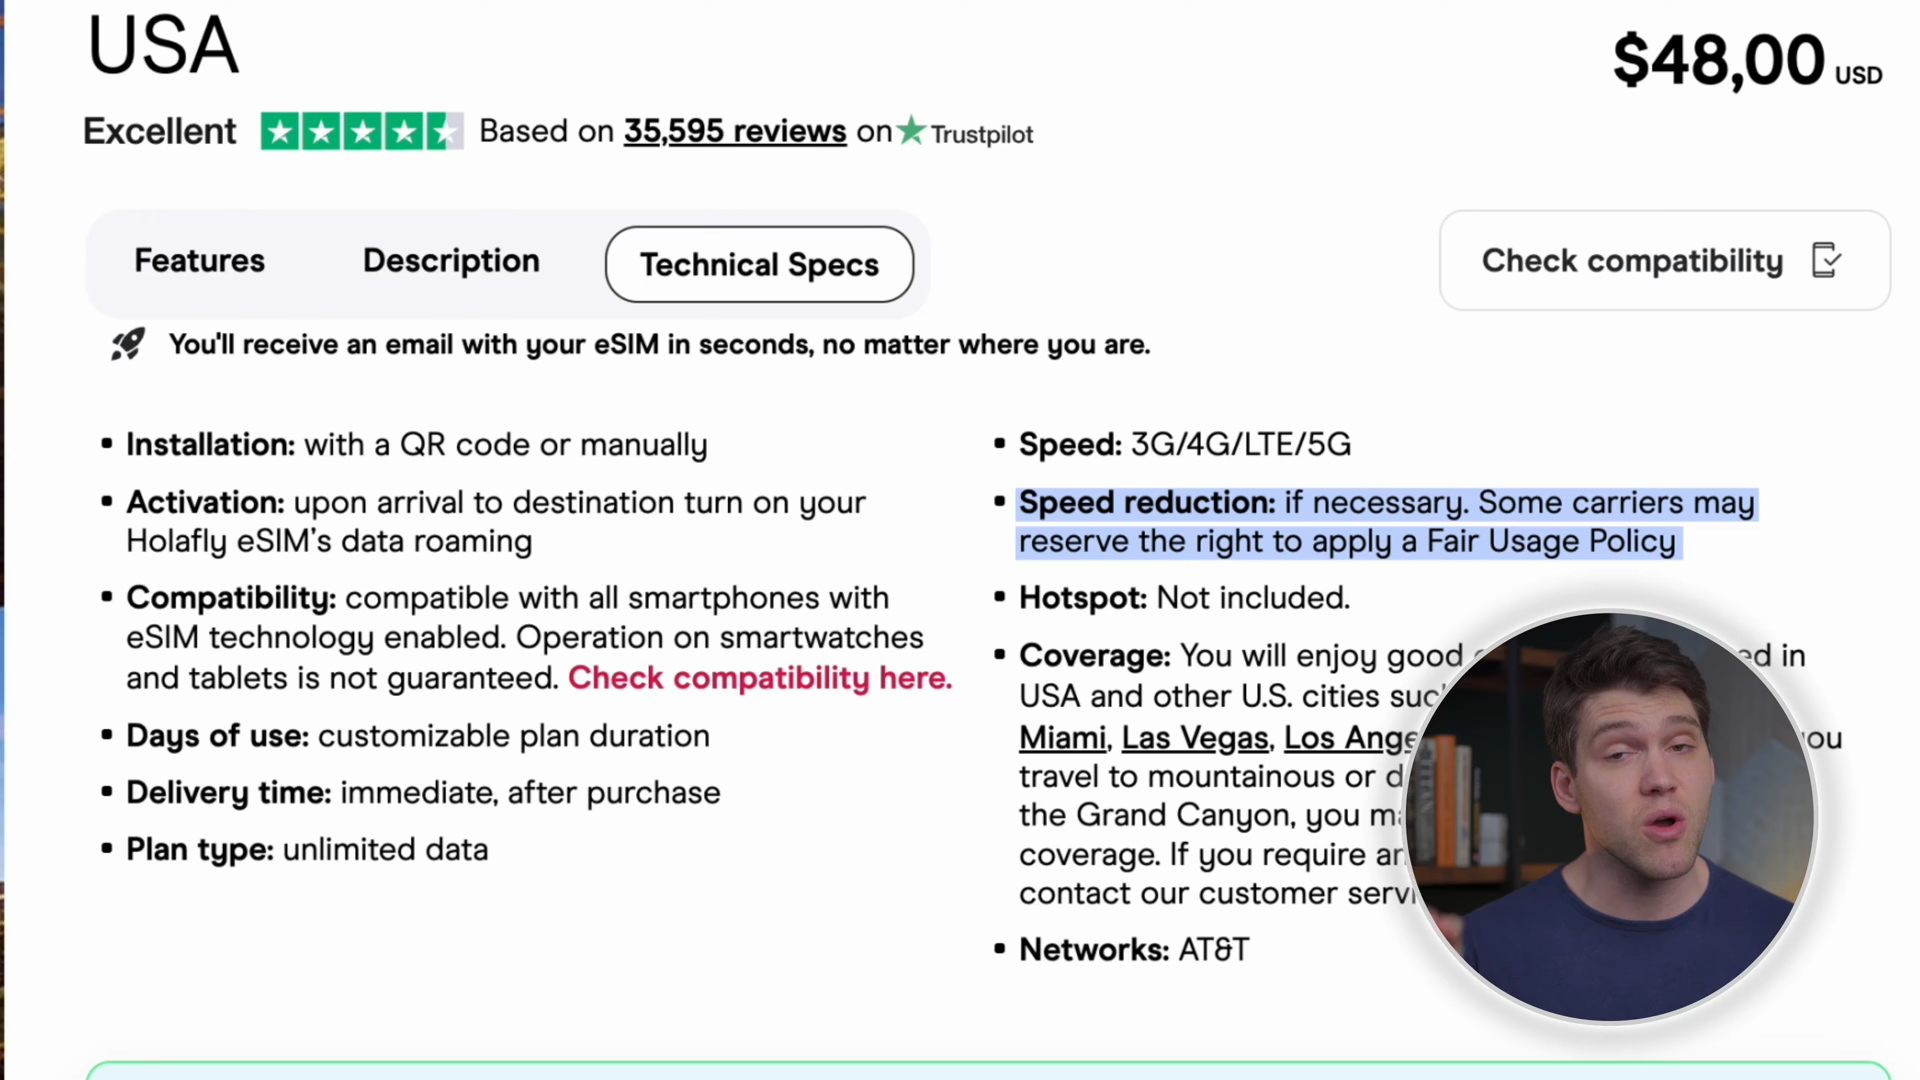 USA
$48,00 USD
Excellent Based on 35,595 reviews on Trustpilot
Features Description Technical Specs
Check compatibility
You'll receive an email with your eSIM in seconds, no matter where you are.
▪ Installation: with a QR code or manually
▪ Activation: upon arrival to destination turn on your
Holafly eSIM’s data roaming
▪ Compatibility: compatible with all smartphones with
eSIM technology enabled. Operation on smartwatches
and tablets is not guaranteed. Check compatibility here.
▪ Days of use: customizable plan duration
▪ Delivery time: immediate, after purchase
▪ Plan type: unlimited data
▪ Speed: 3G/4G/LTE/5G
▪ Speed reduction: if necessary. Some carriers may
reserve the right to apply a Fair Usage Policy
▪ Hotspot: Not included.
▪ Coverage: You will enjoy good in
USA and other U.S. cities
Miami, Las Vegas, Los
travel to mountainous or
the Grand Canyon, you
coverage. If you require
contact our customer
▪ Networks: AT&T